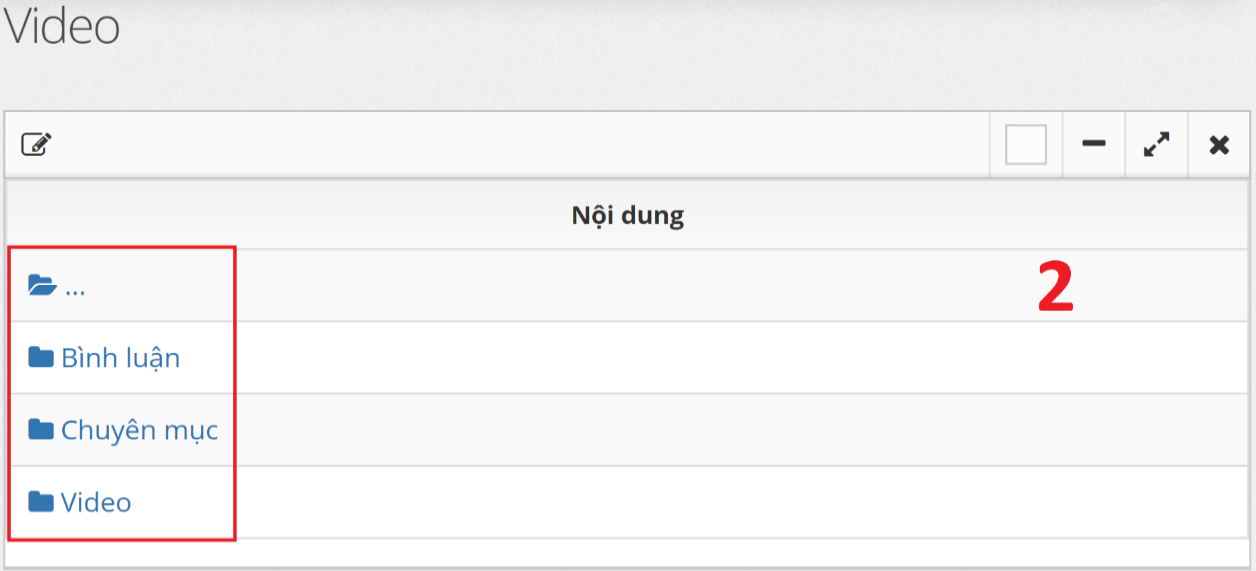 Video
Nội dung
...
2
Bình luận
Chuyên mục
Video